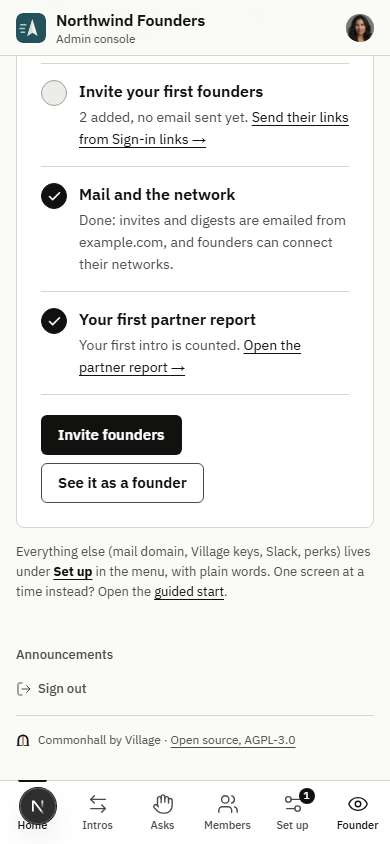 Northwind Founders
Admin console
Invite your first founders
2 added, no email sent yet. Send their links
from Sign-in links →
Mail and the network
Done: invites and digests are emailed from
example.com, and founders can connect
their networks.
Your first partner report
Your first intro is counted. Open the
partner report →
Invite founders
See it as a founder
Everything else (mail domain, Village keys, Slack, perks) lives
under Set up in the menu, with plain words. One screen at a
time instead? Open the guided start.
Announcements
Sign out
Commonhall by Village · Open source, AGPL-3.0
N
1
Home Intros Asks Members Set up Founder